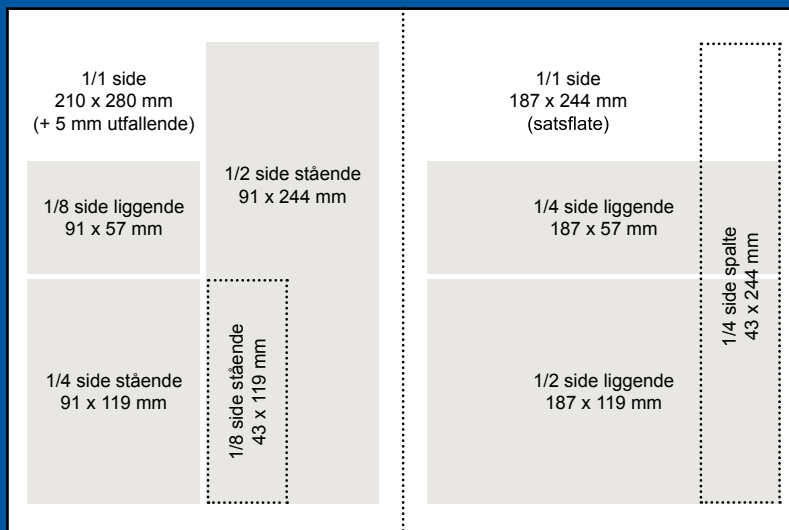 1/1 side
210 x 280 mm
(+ 5 mm utfallende)
1/2 side stående
91 x 244 mm
1/8 side liggende
91 x 57 mm
1/4 side stående
91 x 119 mm
1/8 side stående
43 x 119 mm
1/1 side
187 x 244 mm
(satsflate)
1/4 side liggende
187 x 57 mm
1/4 side spalte
43 x 244 mm
1/2 side liggende
187 x 119 mm